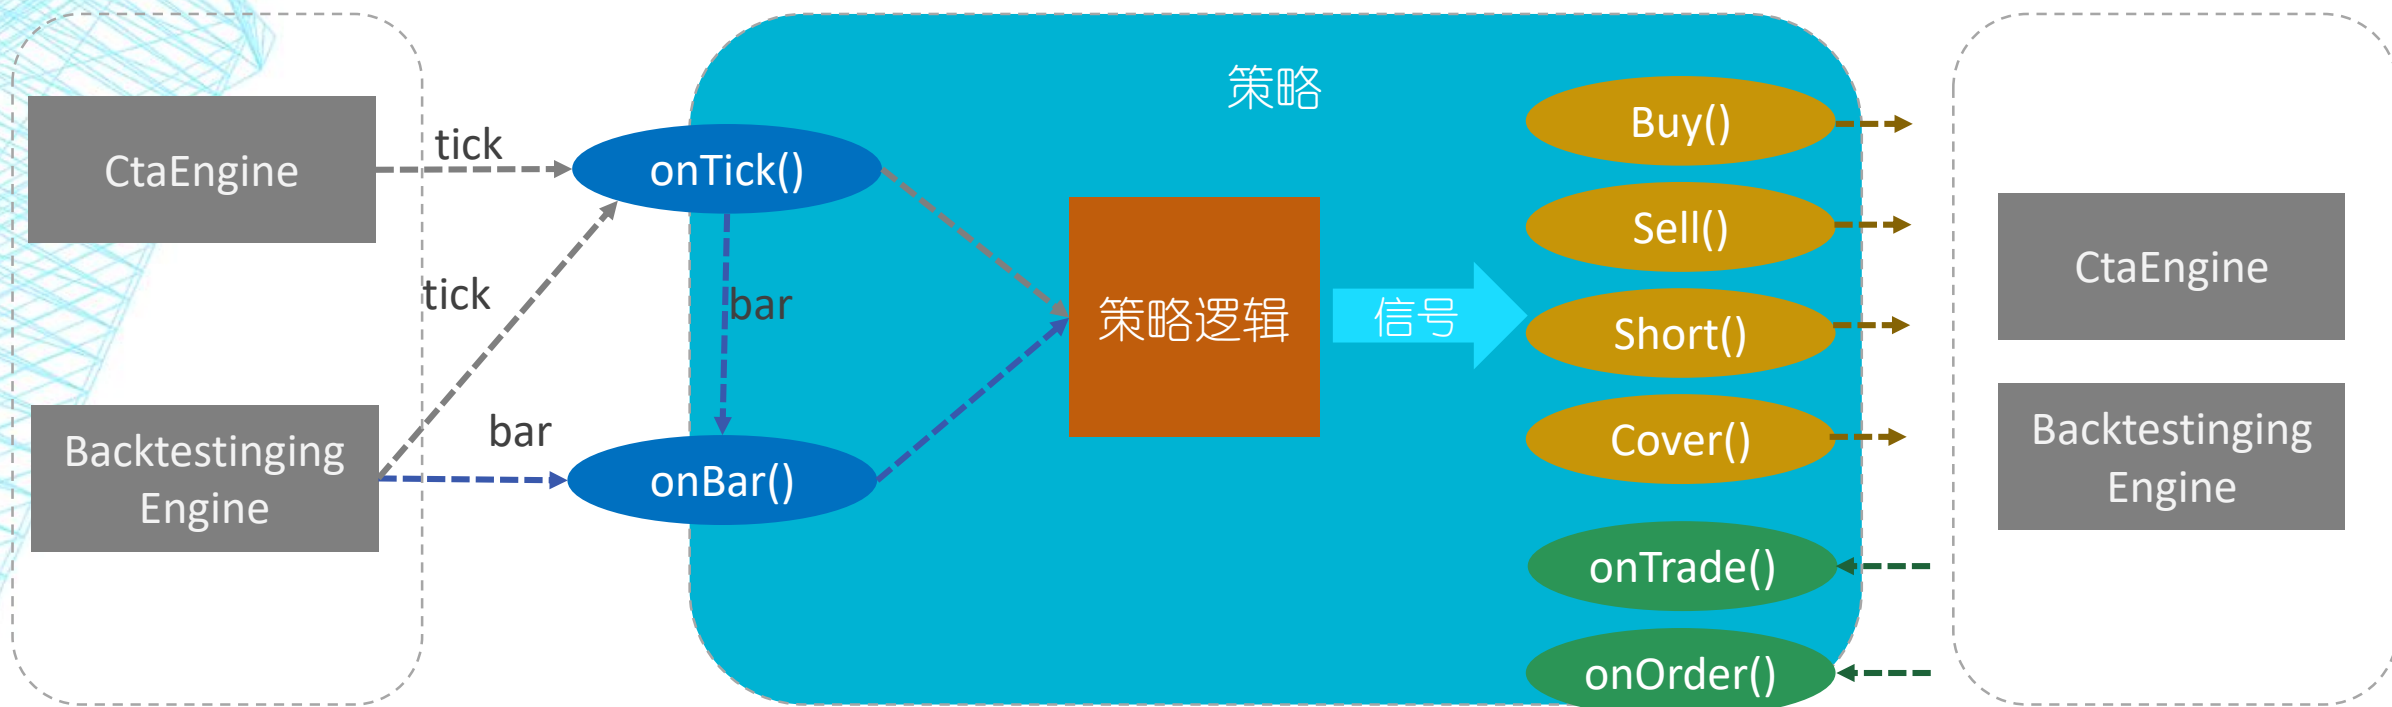 策略
CtaEngine
tick
onTick()
tick
bar
Backtestinging
Engine
bar
onBar()
策略逻辑
信号
Buy()
Sell()
Short()
Cover()
onTrade()
onOrder()
CtaEngine
Backtestinging
Engine